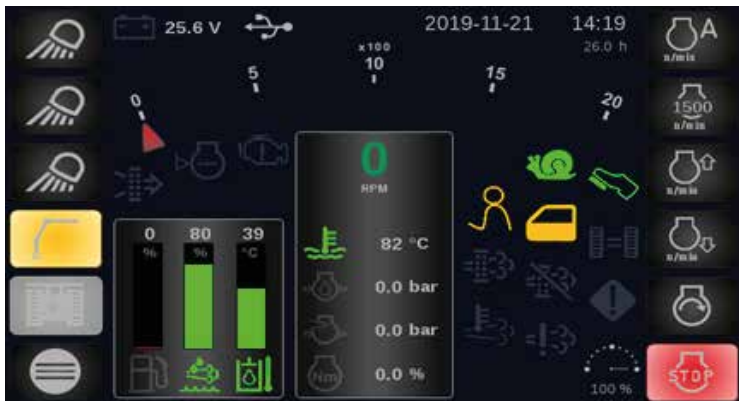 25.6 V
2019-11-21
14:19
26.0 h
A
n/min
x100
0
5
10
15
20
1500
n/min
0
RPM
n/min
0
80
39
%
%
°C
82 °C
n/min
0.0 bar
0.0 bar
Nm
0.0 %
100 %
STOP